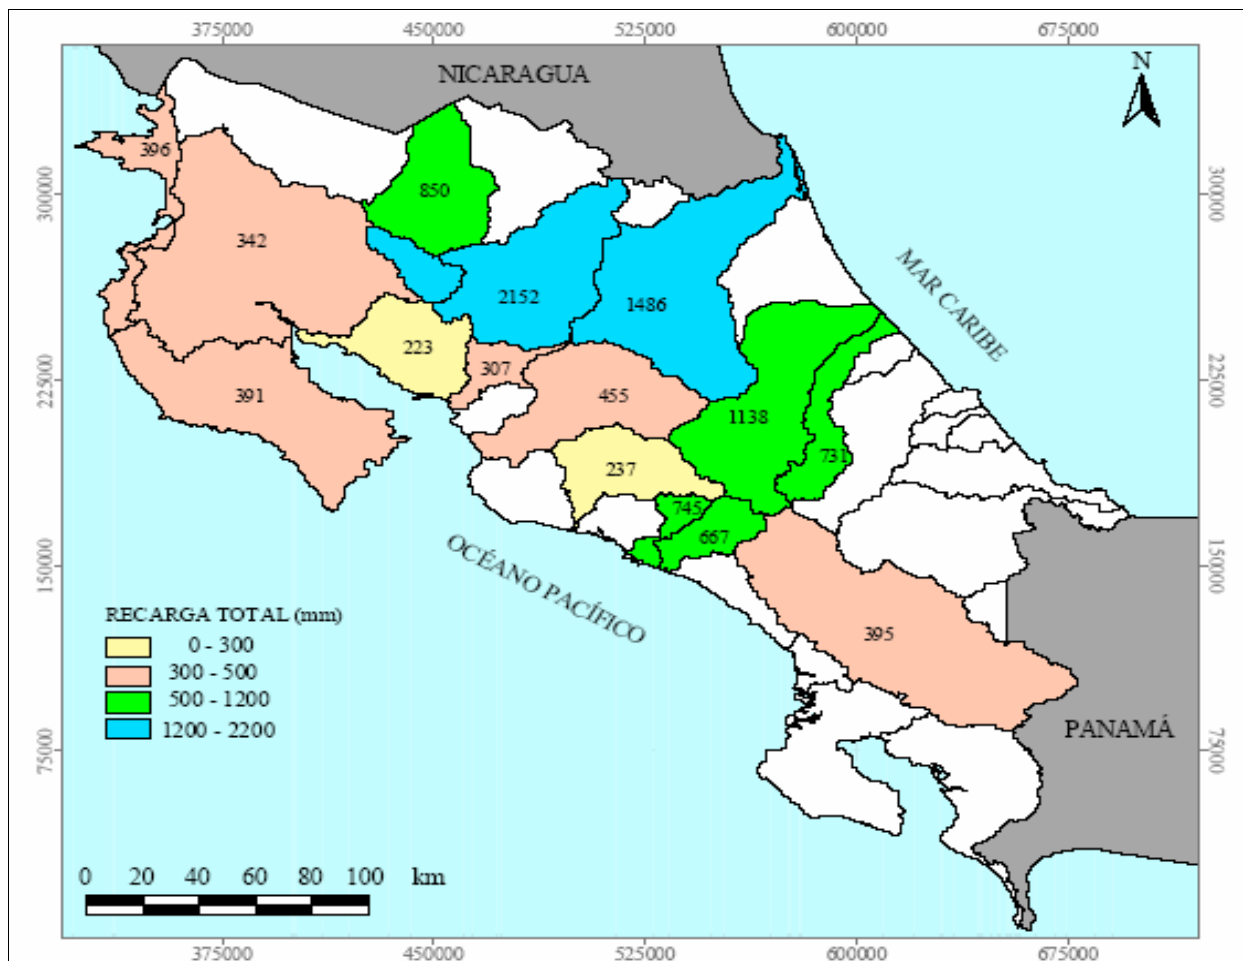 375000 450000 525000 600000 675000
NICARAGUA
N
396
850
300000
300000
342
MAR CARIBE
2152
1486
223
307
225000
225000
391
455
1138
731
237
745
667
OCÉANO PACÍFICO
150000
150000
RECARGA TOTAL (mm)
0 - 300
300 - 500
500 - 1200
1200 - 2200
395
PANAMÁ
75000
75000
0 20 40 60 80 100 km
375000 450000 525000 600000 675000